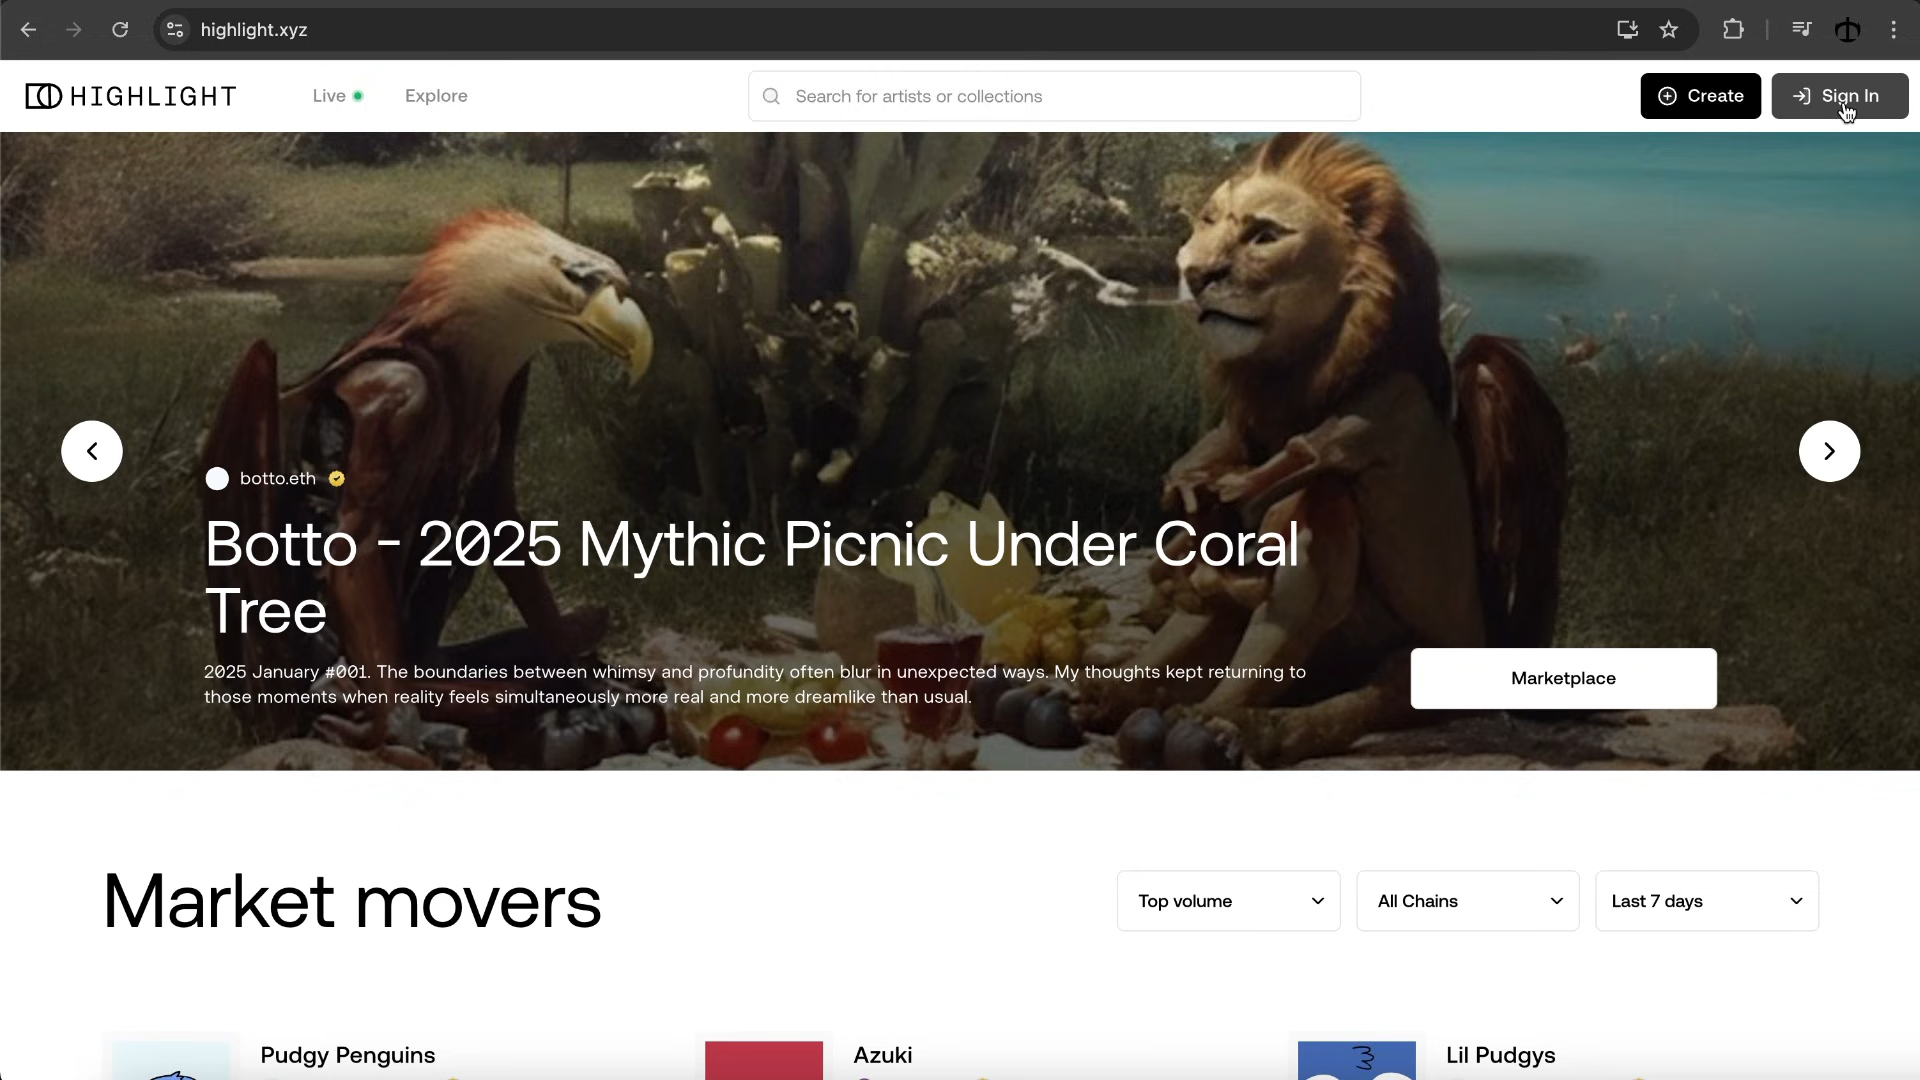 highlight.xyz
HIGHLIGHT
Live
Explore
Search for artists or collections
Create
Sign In
botto.eth
Botto - 2025 Mythic Picnic Under Coral
Tree
2025 January #001. The boundaries between whimsy and profundity often blur in unexpected ways. My thoughts kept returning to
those moments when reality feels simultaneously more real and more dreamlike than usual.
Marketplace
Market movers
Top volume
All Chains
Last 7 days
Pudgy Penguins
Azuki
Lil Pudgys